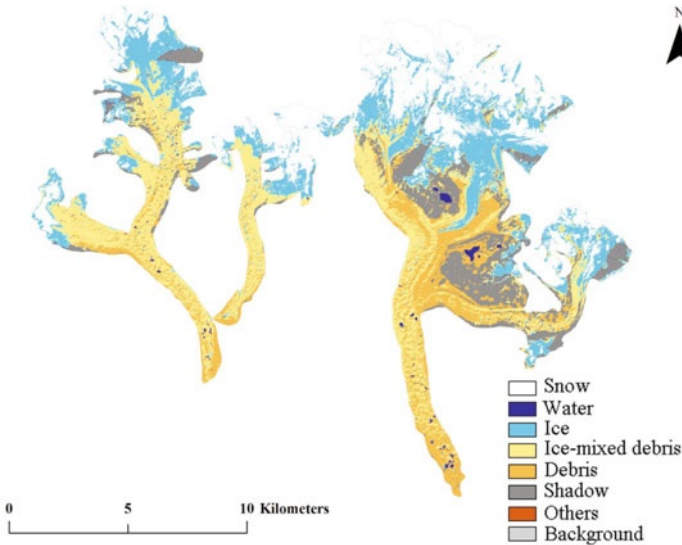 N
Snow
Water
Ice
Ice-mixed debris
Debris
Shadow
Others
Background
0 5 10 Kilometers